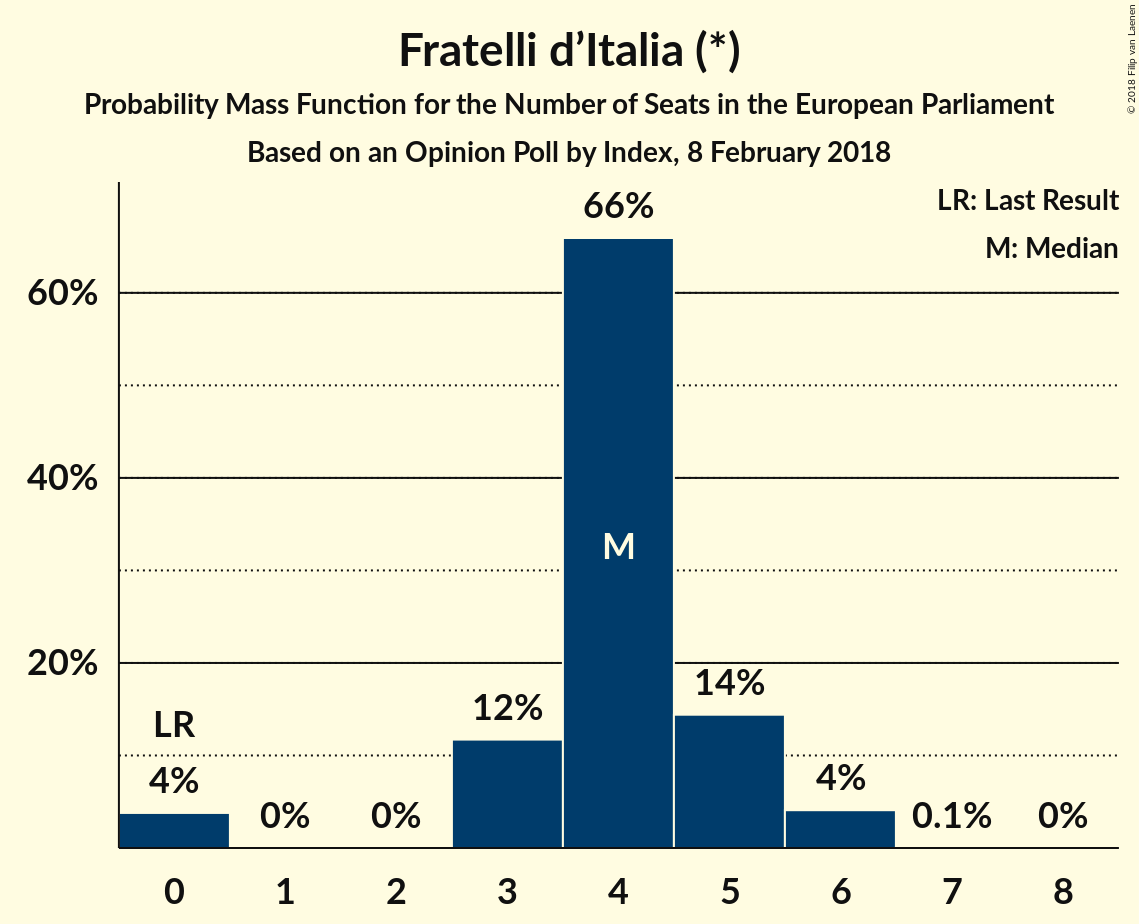 Fratelli d’Italia (*)
Probability Mass Function for the Number of Seats in the European Parliament
Based on an Opinion Poll by Index, 8 February 2018
© 2018 Filip van Laenen
LR: Last Result
M: Median
66%
60%
40%
M
20%
14%
12%
LR
4%
0%
0%
4%
0.1%
0%
0 1 2 3 4 5 6 7 8